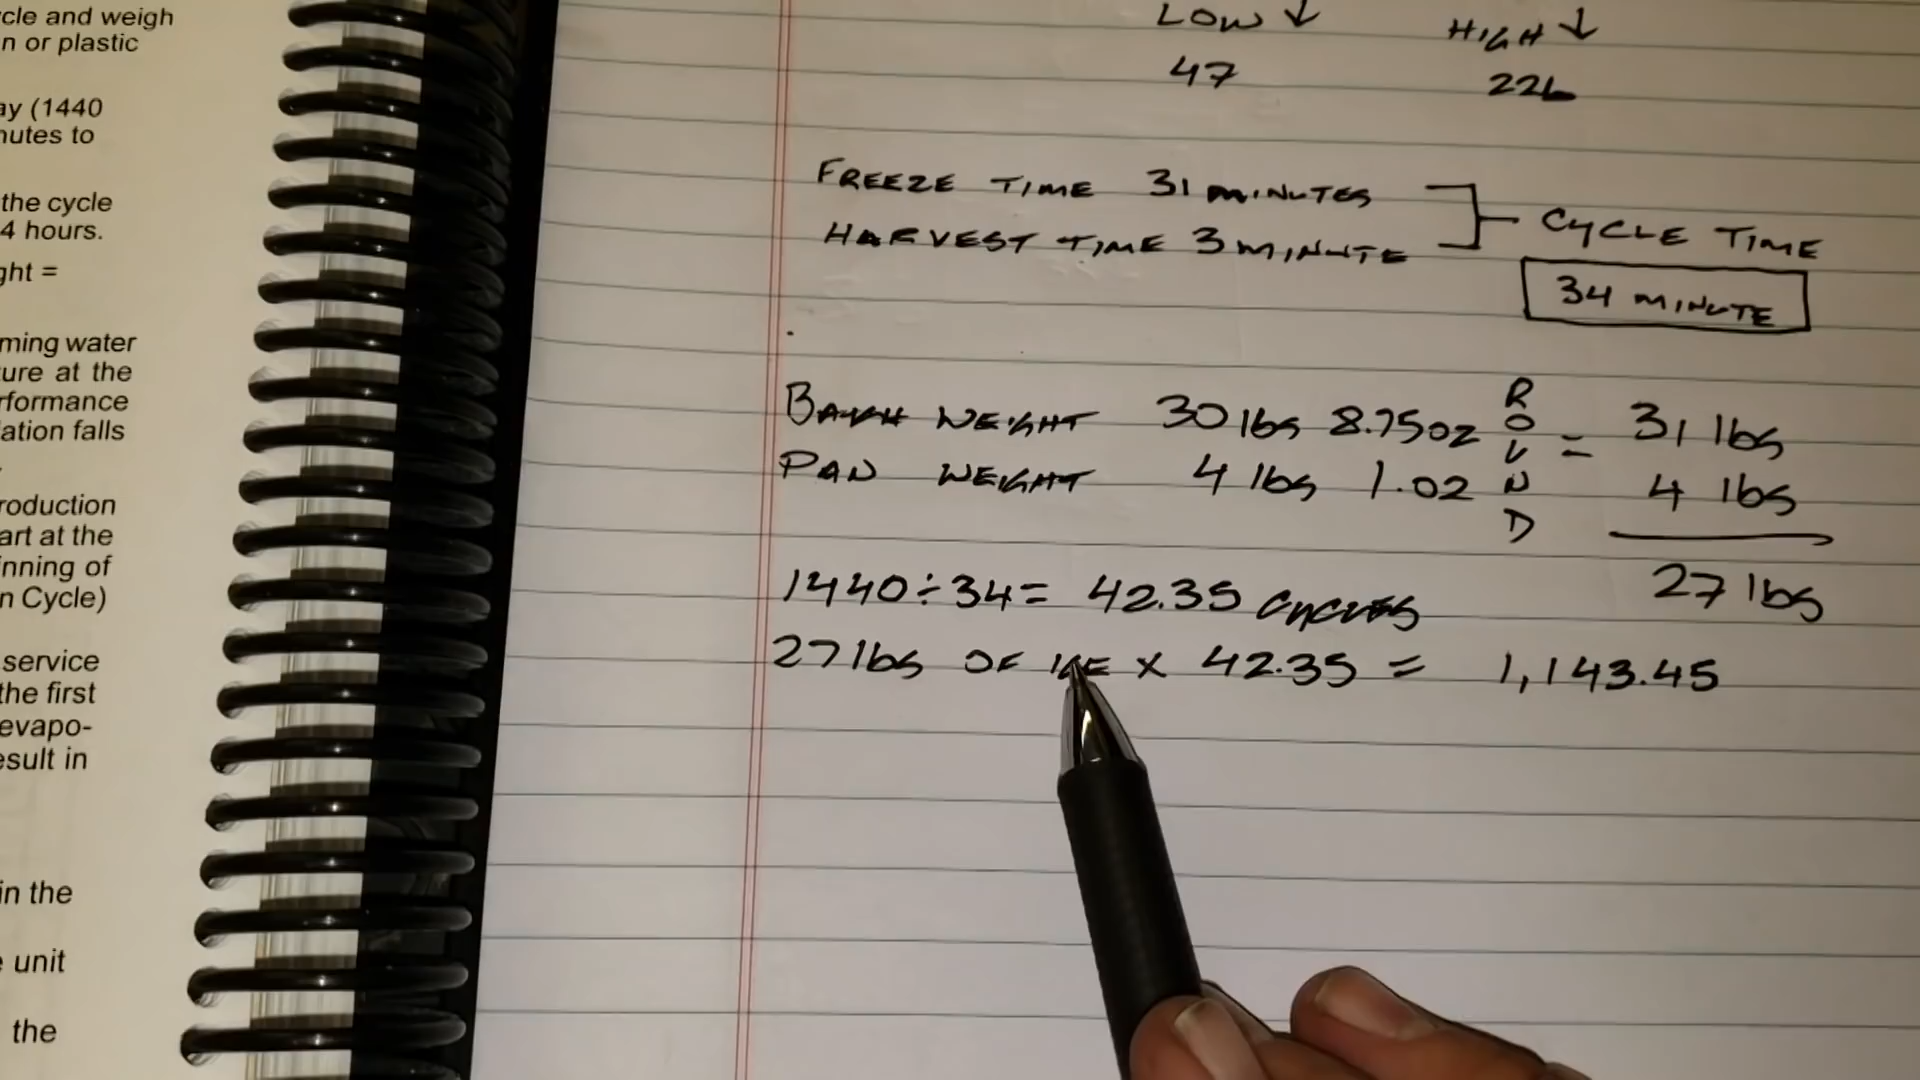 cle and weigh
n or plastic
ay (1440
nutes to
the cycle
4 hours.
ght =
ming water
ure at the
rformance
ation falls
roduction
art at the
inning of
n Cycle)
service
the first
evapo-
esult in
in the
unit
the
LOW ↓ HIGH ↓
47 226
FREEZE TIME 31 MINUTES
HARVEST TIME 3 MINUTE
CYCLE TIME
34 MINUTE
BATCH WEIGHT 30 lbs 8.75oz = 31 lbs
PAN WEIGHT 4 lbs 1.02 4 lbs
ROUND
27 lbs
1440÷34= 42.35 CYCLES
27 lbs OF ICE x 42.35 = 1,143.45